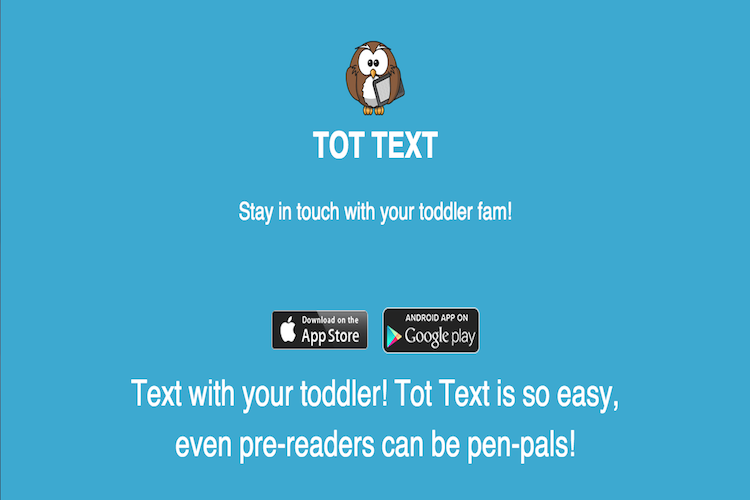 TOT TEXT
Stay in touch with your toddler fam!
Download on the
App Store
ANDROID APP ON
Google play
Text with your toddler! Tot Text is so easy,
even pre-readers can be pen-pals!